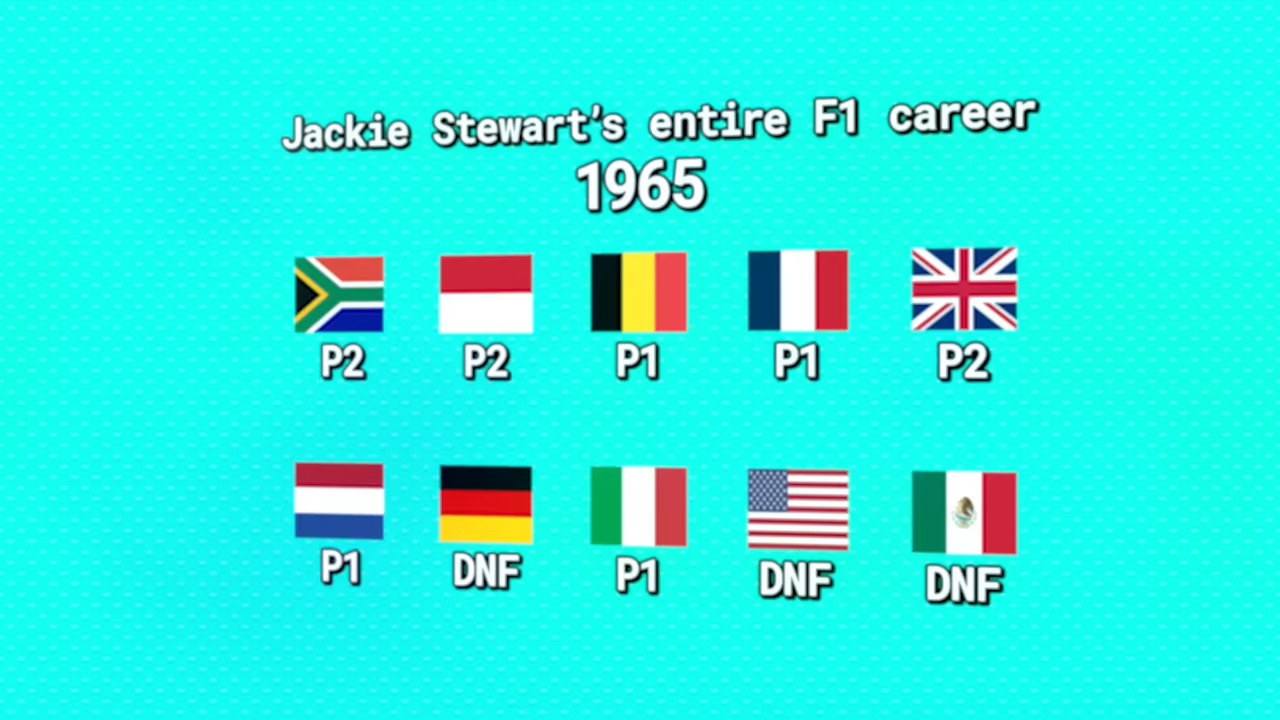 Jackie Stewart's entire F1 career
1965
P2 P2 P1 P1 P2
P1 DNF P1 DNF DNF